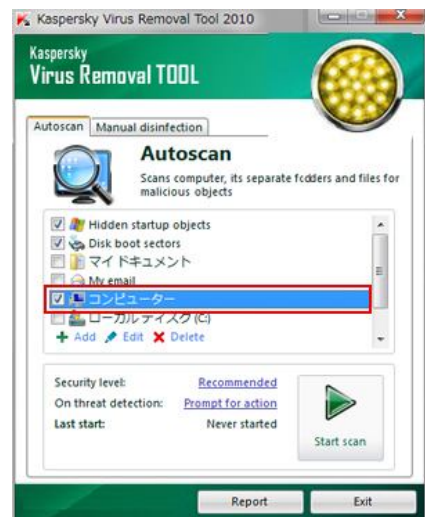 Kaspersky Virus Removal Tool 2010
Kaspersky
Virus Removal TOOL
Autoscan Manual disinfection
Autoscan
Scans computer, its separate fodders and files for
malicious objects
Hidden startup objects
Disk boot sectors
マイ ドキュメント
My email
コンピューター
ローカル ディスク (C:)
Add Edit Delete
Security level: Recommended
On threat detection: Prompt for action
Last start: Never started
Start scan
Report Exit